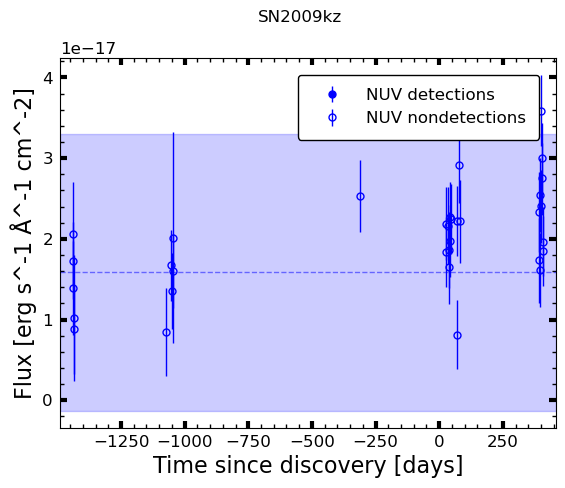 SN2009kz
1e−17
4
3
2
1
0
NUV detections
NUV nondetections
Flux [erg s^-1 Å^-1 cm^-2]
−1250 −1000 −750 −500 −250 0 250
Time since discovery [days]